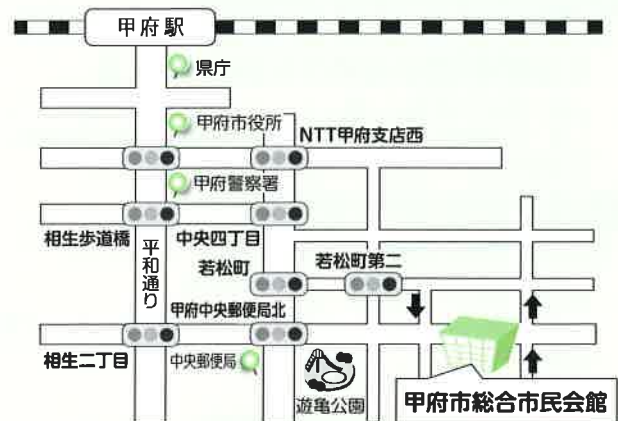 甲府駅
県庁
甲府市役所
NTT甲府支店西
甲府警察署
相生歩道橋
中央四丁目
平和通り
若松町
若松町第二
甲府中央郵便局北
相生二丁目
中央郵便局
遊亀公園
甲府市総合市民会館